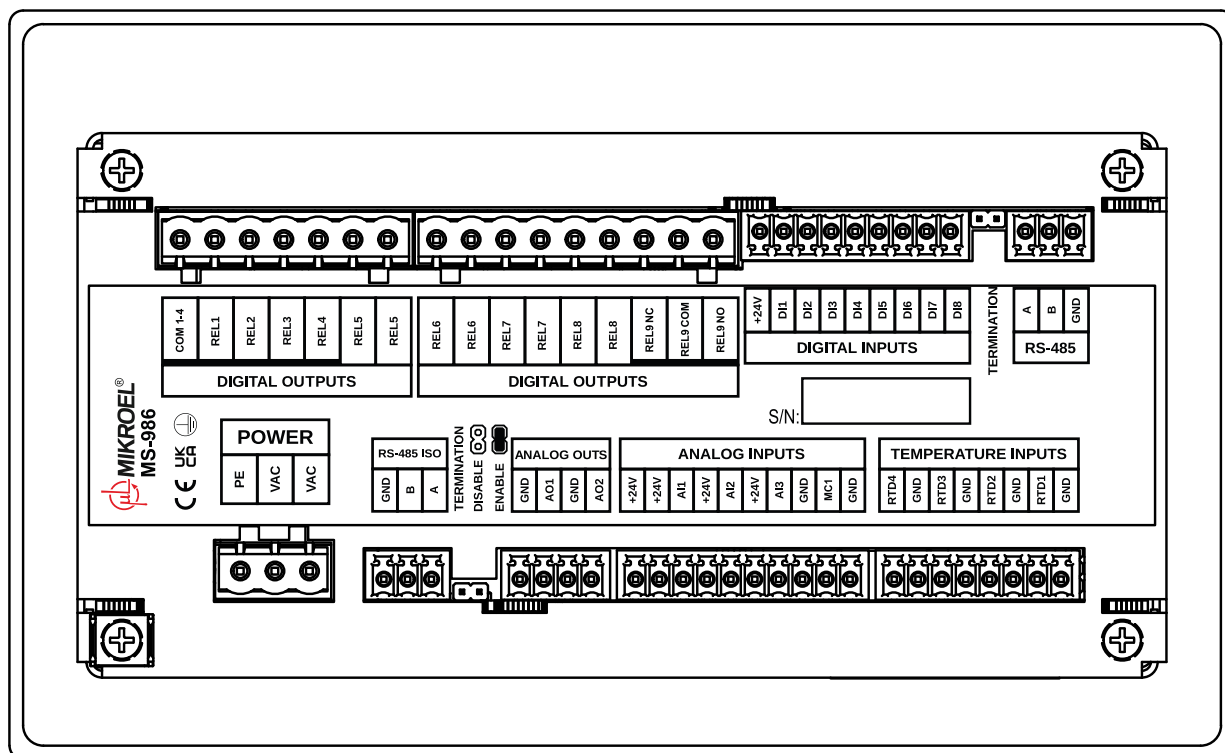 COM 1-4 REL1 REL2 REL3 REL4 REL5 REL5
DIGITAL OUTPUTS
REL6 REL6 REL7 REL7 REL8 REL8 REL9 NC REL9 COM REL9 NO
DIGITAL OUTPUTS
+24V DI1 DI2 DI3 DI4 DI5 DI6 DI7 DI8
DIGITAL INPUTS
TERMINATION
A B GND
RS-485
S/N:
μb MIKROEL®
MS-986
CE UK CA
POWER
PE VAC VAC
RS-485 ISO
GND B A
TERMINATION
DISABLE
ENABLE
ANALOG OUTS
GND AO1 GND AO2
ANALOG INPUTS
+24V +24V AI1 +24V AI2 +24V AI3 GND MC1 GND
TEMPERATURE INPUTS
RTD4 GND RTD3 GND RTD2 GND RTD1 GND